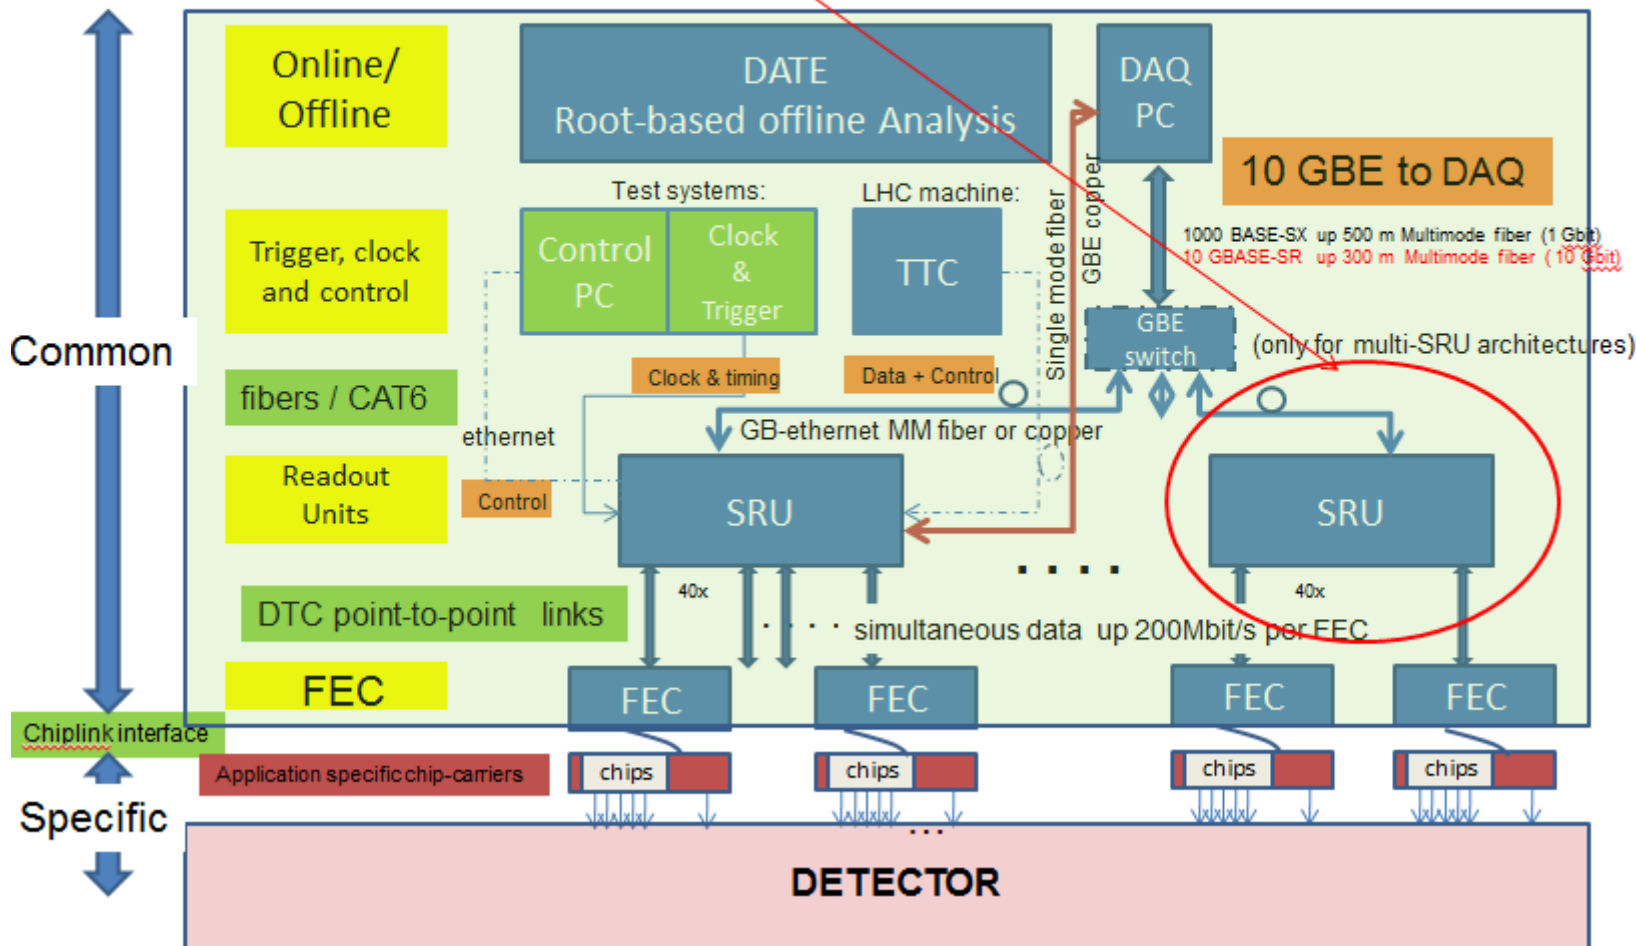 Online/
Offline
DATE
Root-based offline Analysis
DAQ
PC
10 GBE to DAQ
Test systems:
LHC machine:
Trigger, clock
and control
Control
PC
Clock
&
Trigger
TTC
Single mode fiber
GBE copper
1000 BASE-SX up 500 m Multimode fiber (1 Gbit)
10 GBASE-SR up 300 m Multimode fiber ( 10 Gbit)
GBE
switch
(only for multi-SRU architectures)
Common
Clock & timing
Data + Control
fibers / CAT6
ethernet
GB-ethernet MM fiber or copper
Readout
Units
Control
SRU
SRU
. . . .
40x
40x
DTC point-to-point links
. . . . simultaneous data up 200Mbit/s per FEC
FEC
FEC
FEC
FEC
FEC
Chiplink interface
Application specific chip-carriers
chips
chips
chips
chips
Specific
...
DETECTOR